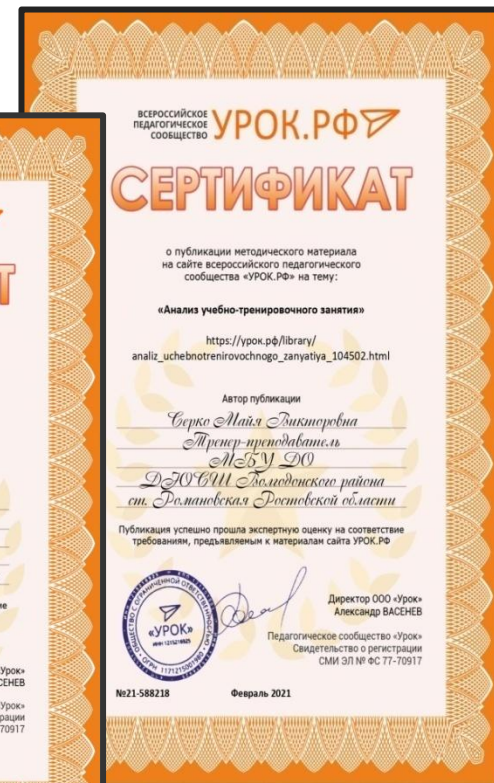 ВСЕРОССИЙСКОЕ
ПЕДАГОГИЧЕСКОЕ
СООБЩЕСТВО
УРОК.РФ
СЕРТИФИКАТ
о публикации методического материала
на сайте всероссийского педагогического
сообщества «УРОК.РФ» на тему:
«Анализ учебно-тренировочного занятия»
https://урок.рф/library/
analiz_uchebnotrenirovochnogo_zanyatiya_104502.html
Автор публикации
Серко Майя Викторовна
Тренер-преподаватель
МБУ ДО
ДЮСШ Волгодонского района
ст. Романовская Ростовской области
Публикация успешно прошла экспертную оценку на соответствие
требованиям, предъявляемым к материалам сайта УРОК.РФ
«УРОК»
Директор ООО «Урок»
Александр ВАСЕНЕВ
Педагогическое сообщество «Урок»
Свидетельство о регистрации
СМИ ЭЛ № ФС 77-70917
№21-588218
Февраль 2021
Т
ие
Урок»
СЕНЕВ
Урок»
рации
70917